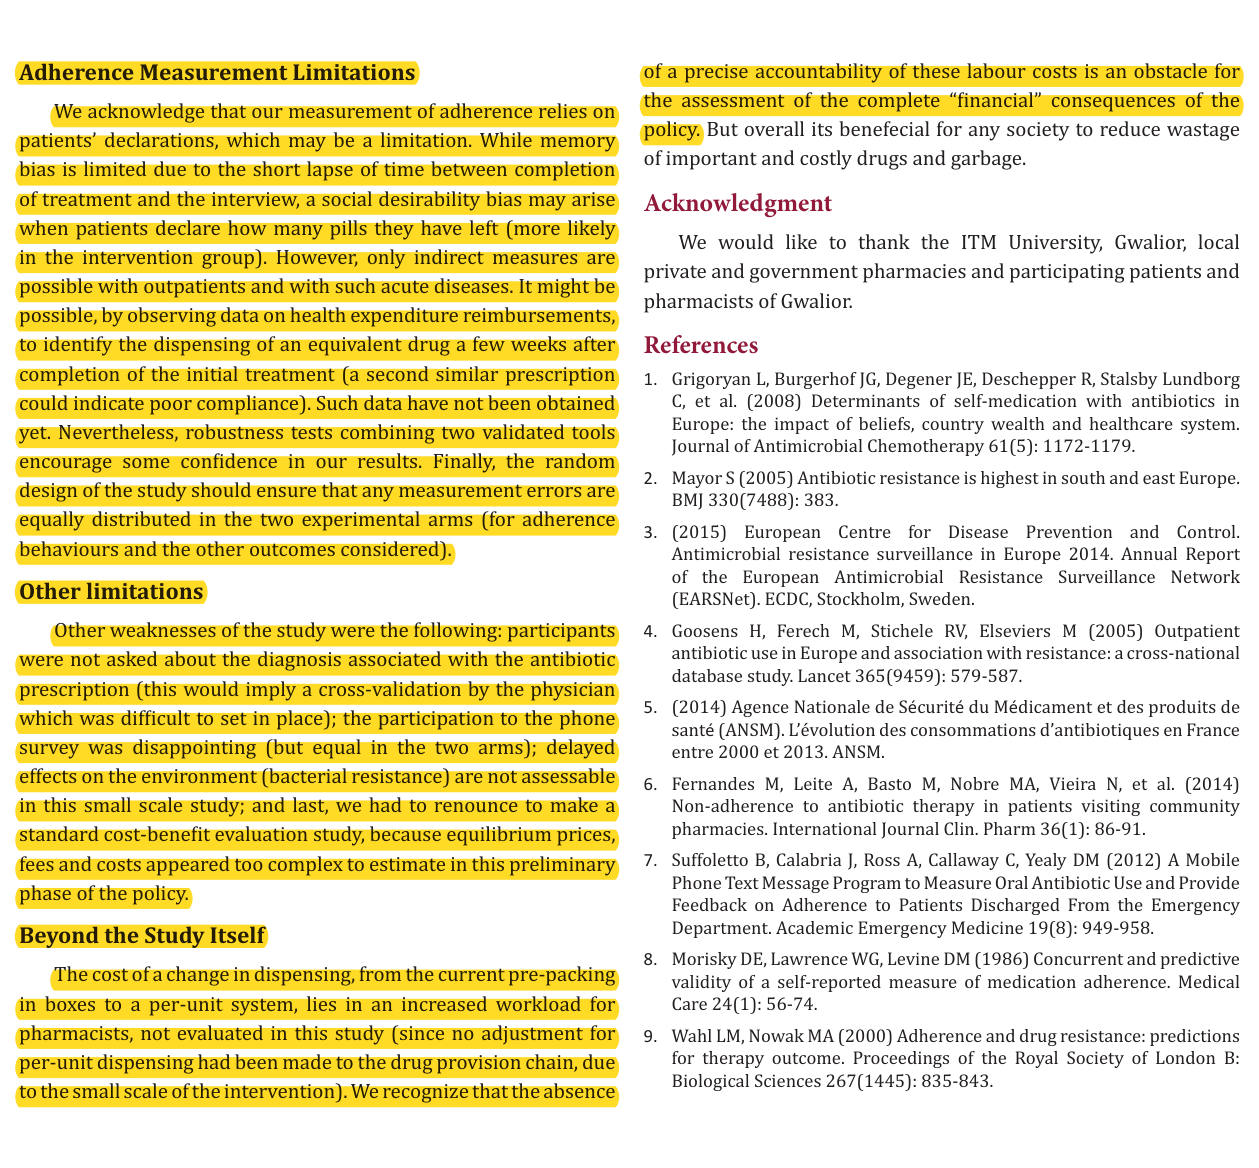 Adherence Measurement Limitations
We acknowledge that our measurement of adherence relies on
patients’ declarations, which may be a limitation. While memory
bias is limited due to the short lapse of time between completion
of treatment and the interview, a social desirability bias may arise
when patients declare how many pills they have left (more likely
in the intervention group). However, only indirect measures are
possible with outpatients and with such acute diseases. It might be
possible, by observing data on health expenditure reimbursements,
to identify the dispensing of an equivalent drug a few weeks after
completion of the initial treatment (a second similar prescription
could indicate poor compliance). Such data have not been obtained
yet. Nevertheless, robustness tests combining two validated tools
encourage some confidence in our results. Finally, the random
design of the study should ensure that any measurement errors are
equally distributed in the two experimental arms (for adherence
behaviours and the other outcomes considered).
Other limitations
Other weaknesses of the study were the following: participants
were not asked about the diagnosis associated with the antibiotic
prescription (this would imply a cross-validation by the physician
which was difficult to set in place); the participation to the phone
survey was disappointing (but equal in the two arms); delayed
effects on the environment (bacterial resistance) are not assessable
in this small scale study; and last, we had to renounce to make a
standard cost-benefit evaluation study, because equilibrium prices,
fees and costs appeared too complex to estimate in this preliminary
phase of the policy.
Beyond the Study Itself
The cost of a change in dispensing, from the current pre-packing
in boxes to a per-unit system, lies in an increased workload for
pharmacists, not evaluated in this study (since no adjustment for
per-unit dispensing had been made to the drug provision chain, due
to the small scale of the intervention). We recognize that the absence
of a precise accountability of these labour costs is an obstacle for
the assessment of the complete “financial” consequences of the
policy. But overall its benefecial for any society to reduce wastage
of important and costly drugs and garbage.
Acknowledgment
We would like to thank the ITM University, Gwalior, local
private and government pharmacies and participating patients and
pharmacists of Gwalior.
References
1. Grigoryan L, Burgerhof JG, Degener JE, Deschepper R, Stalsby Lundborg
C, et al. (2008) Determinants of self-medication with antibiotics in
Europe: the impact of beliefs, country wealth and healthcare system.
Journal of Antimicrobial Chemotherapy 61(5): 1172-1179.
2. Mayor S (2005) Antibiotic resistance is highest in south and east Europe.
BMJ 330(7488): 383.
3. (2015) European Centre for Disease Prevention and Control.
Antimicrobial resistance surveillance in Europe 2014. Annual Report
of the European Antimicrobial Resistance Surveillance Network
(EARSNet). ECDC, Stockholm, Sweden.
4. Goosens H, Ferech M, Stichele RV, Elseviers M (2005) Outpatient
antibiotic use in Europe and association with resistance: a cross-national
database study. Lancet 365(9459): 579-587.
5. (2014) Agence Nationale de Sécurité du Médicament et des produits de
santé (ANSM). L’évolution des consommations d’antibiotiques en France
entre 2000 et 2013. ANSM.
6. Fernandes M, Leite A, Basto M, Nobre MA, Vieira N, et al. (2014)
Non-adherence to antibiotic therapy in patients visiting community
pharmacies. International Journal Clin. Pharm 36(1): 86-91.
7. Suffoletto B, Calabria J, Ross A, Callaway C, Yealy DM (2012) A Mobile
Phone Text Message Program to Measure Oral Antibiotic Use and Provide
Feedback on Adherence to Patients Discharged From the Emergency
Department. Academic Emergency Medicine 19(8): 949-958.
8. Morisky DE, Lawrence WG, Levine DM (1986) Concurrent and predictive
validity of a self-reported measure of medication adherence. Medical
Care 24(1): 56-74.
9. Wahl LM, Nowak MA (2000) Adherence and drug resistance: predictions
for therapy outcome. Proceedings of the Royal Society of London B:
Biological Sciences 267(1445): 835-843.